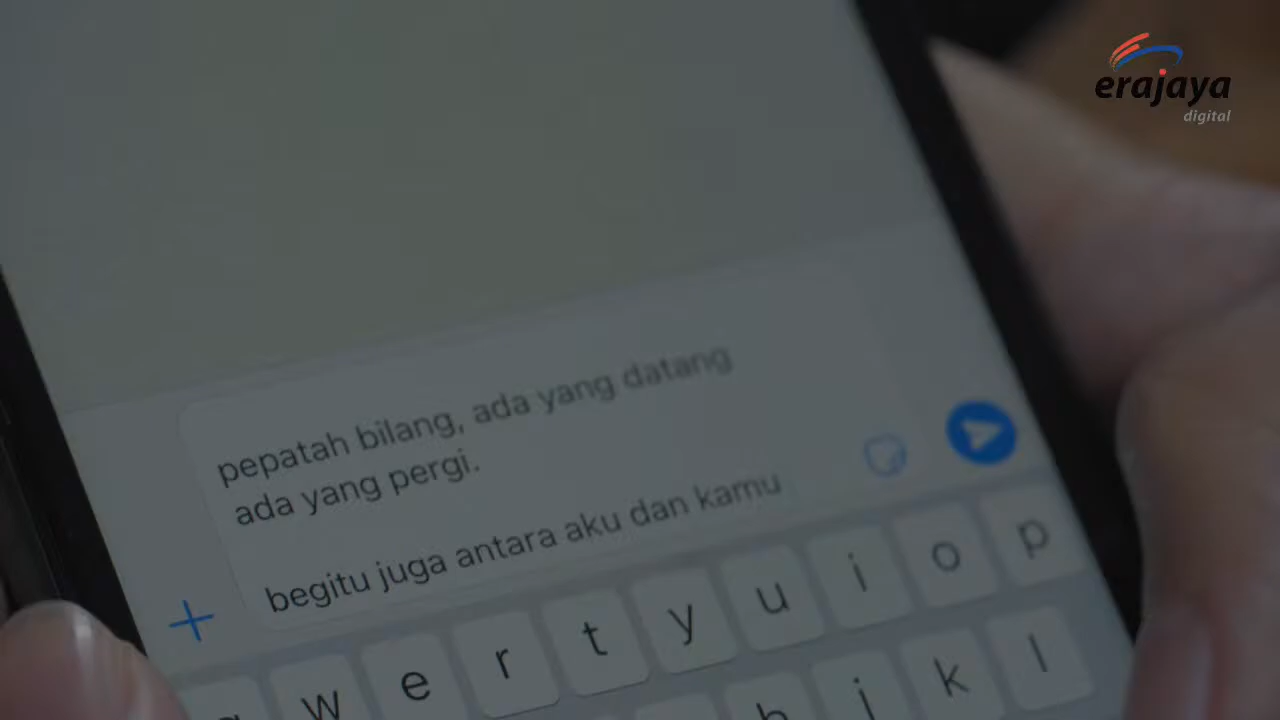 erajaya
digital
pepatah bilang, ada yang datang
ada yang pergi.
begitu juga antara aku dan kamu
w e r t y u i o p
h j k l